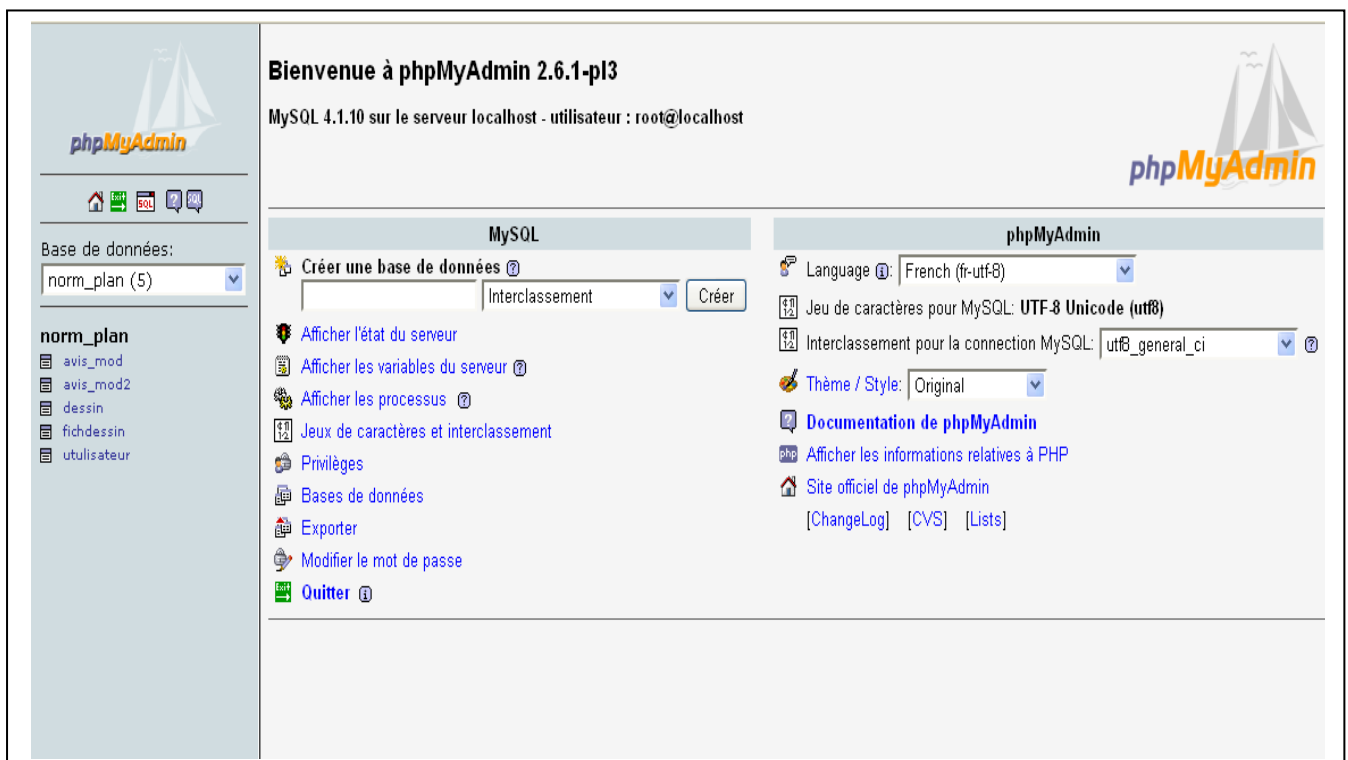 phpMyAdmin
Exit SQL ? SQL
Base de données:
norm_plan (5)
norm_plan
avis_mod
avis_mod2
dessin
fichdessin
utulisateur
Bienvenue à phpMyAdmin 2.6.1-pl3
MySQL 4.1.10 sur le serveur localhost - utilisateur : root@localhost
phpMyAdmin
MySQL
Créer une base de données
Interclassement
Créer
Afficher l'état du serveur
Afficher les variables du serveur
Afficher les processus
Jeux de caractères et interclassement
Privilèges
Bases de données
Exporter
Modifier le mot de passe
Quitter
phpMyAdmin
Language : French (fr-utf-8)
Jeu de caractères pour MySQL: UTF-8 Unicode (utf8)
Interclassement pour la connection MySQL: utf8_general_ci
Thème / Style: Original
Documentation de phpMyAdmin
php Afficher les informations relatives à PHP
Site officiel de phpMyAdmin
[ChangeLog] [CVS] [Lists]